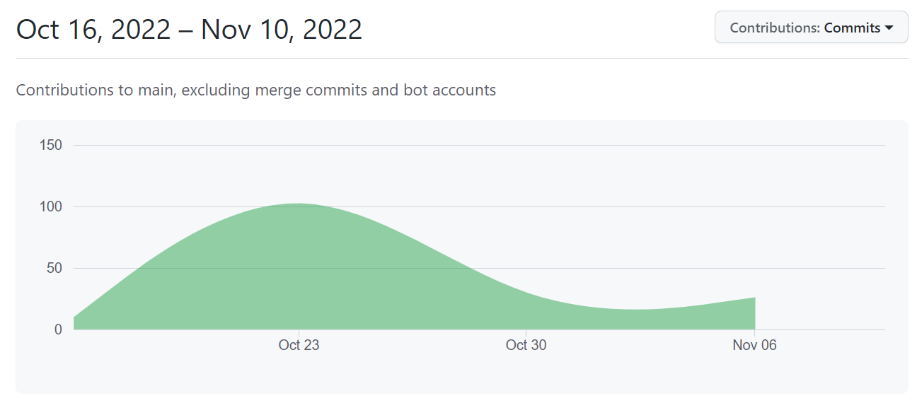 Oct 16, 2022 – Nov 10, 2022
Contributions: Commits
Contributions to main, excluding merge commits and bot accounts
150
100
50
0
Oct 23
Oct 30
Nov 06